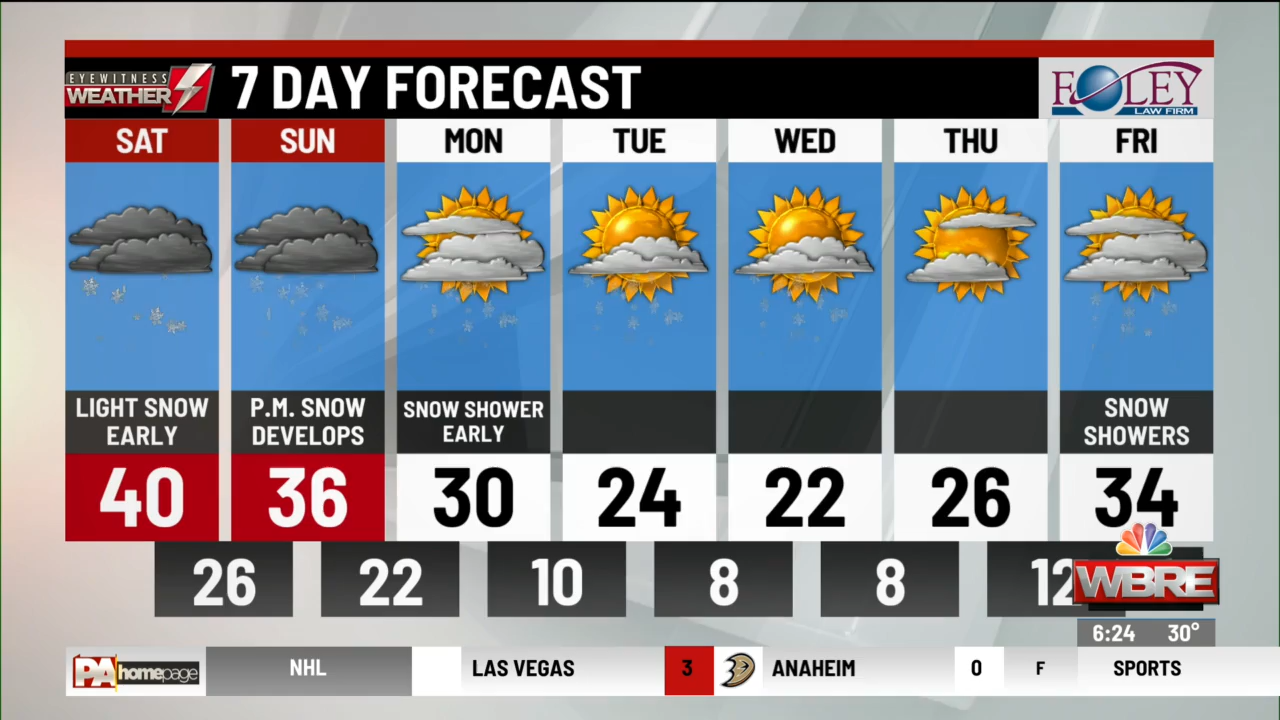 EYEWITNESS
WEATHER
7 DAY FORECAST
FOLEY
LAW FIRM
SAT SUN MON TUE WED THU FRI
LIGHT SNOW EARLY
P.M. SNOW DEVELOPS
SNOW SHOWER EARLY
SNOW SHOWERS
40 36 30 24 22 26 34
26 22 10 8 8 12
WBRE
6:24 30°
PA homepage NHL LAS VEGAS 3 ANAHEIM 0 F SPORTS